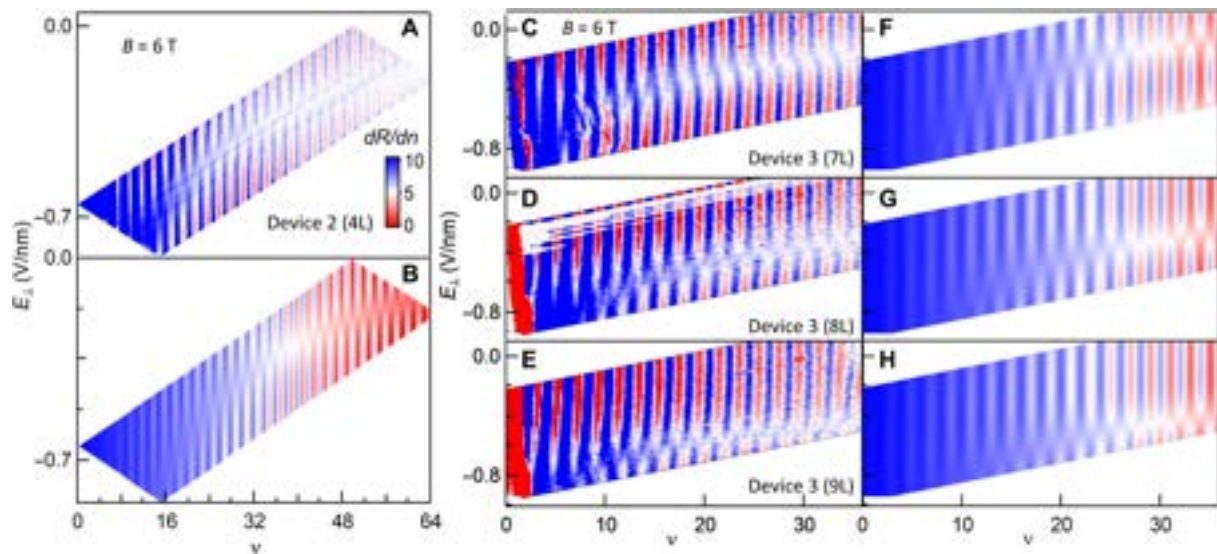 A
B = 6 T
0.0
dR/dn
10
5
0
−0.7
Device 2 (4L)
E⊥ (V/nm)
0.0
B
−0.7
0 16 32 48 64
ν
C
B = 6 T
0.0
−0.8
Device 3 (7L)
F
D
0.0
−0.8
Device 3 (8L)
E⊥ (V/nm)
G
E
0.0
−0.8
Device 3 (9L)
H
0 10 20 30
ν
0 10 20 30
ν